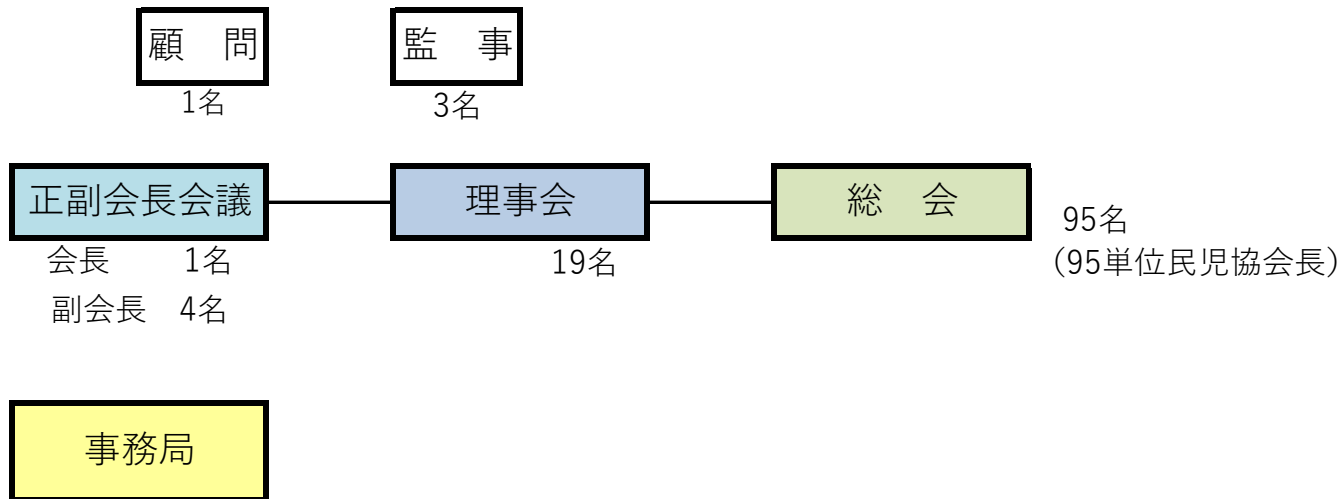 顧　問
監　事
1名
3名
正副会長会議
理事会
総　会
会長　1名
19名
95名
（95単位民児協会長）
副会長　4名
事務局